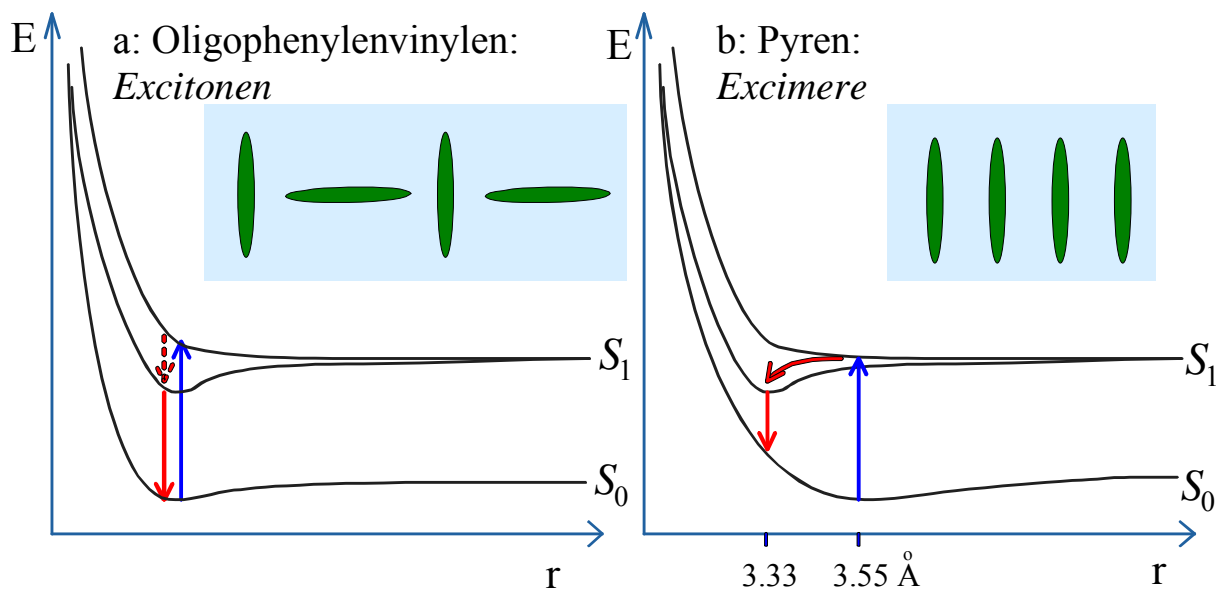 E
a: Oligophenylenvinylen:
Excitonen
S1
S0
r
E
b: Pyren:
Excimere
S1
S0
3.33
3.55 Å
r